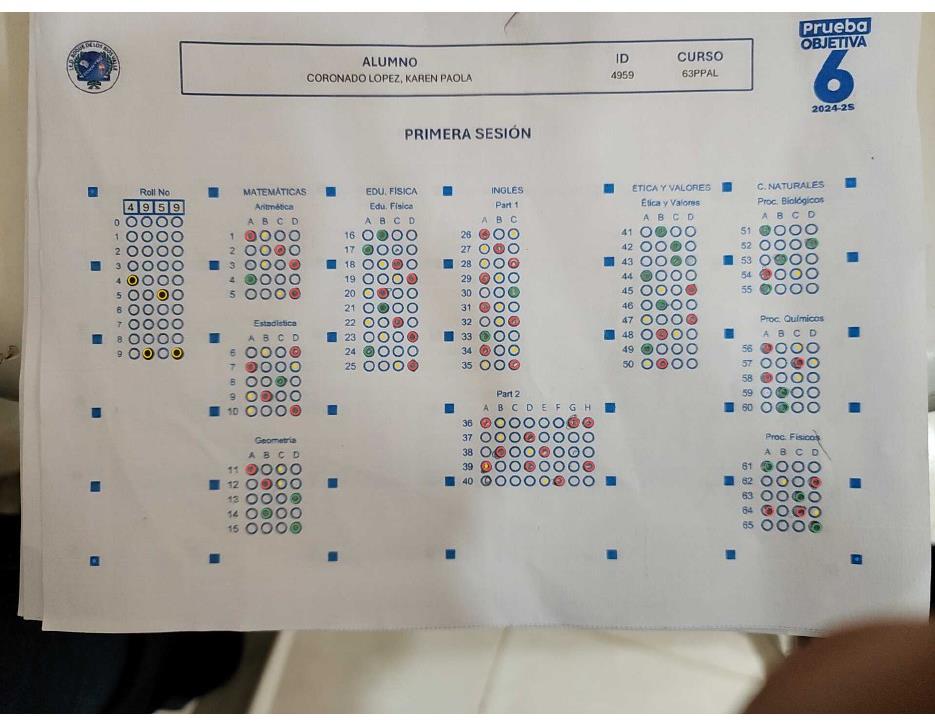 Prueba
OBJETIVA
6
2024-2S
ALUMNO ID CURSO
CORONADO LOPEZ, KAREN PAOLA 4959 63PPAL
PRIMERA SESIÓN
Roll No
4 9 5 9
0
1
2
3
4
5
6
7
8
9
MATEMÁTICAS
Aritmética
A B C D
1
2
3
4
5
Estadística
A B C D
6
7
8
9
10
Geometría
A B C D
11
12
13
14
15
EDU. FÍSICA
Edu. Física
A B C D
16
17
18
19
20
21
22
23
24
25
INGLÉS
Part 1
A B C
26
27
28
29
30
31
32
33
34
35
Part 2
A B C D E F G H
36
37
38
39
40
ÉTICA Y VALORES
Ética y Valores
A B C D
41
42
43
44
45
46
47
48
49
50
C. NATURALES
Proc. Biológicos
A B C D
51
52
53
54
55
Proc. Químicos
A B C D
56
57
58
59
60
Proc. Físicos
A B C D
61
62
63
64
65